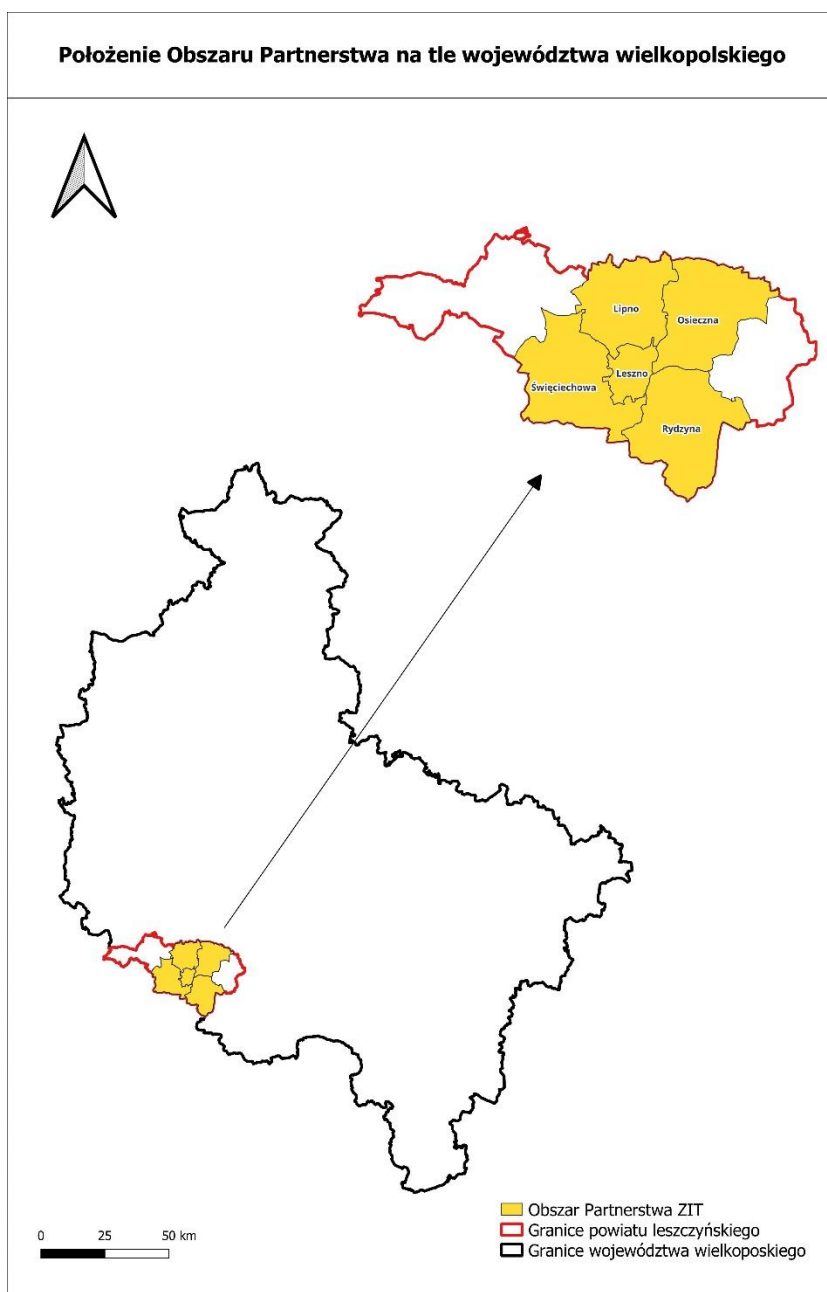 Położenie Obszaru Partnerstwa na tle województwa wielkopolskiego
Lipno
Osieczna
Leszno
Święciechowa
Rydzyna
Obszar Partnerstwa ZIT
Granice powiatu leszczyńskiego
Granice województwa wielkoposkiego
0 25 50 km